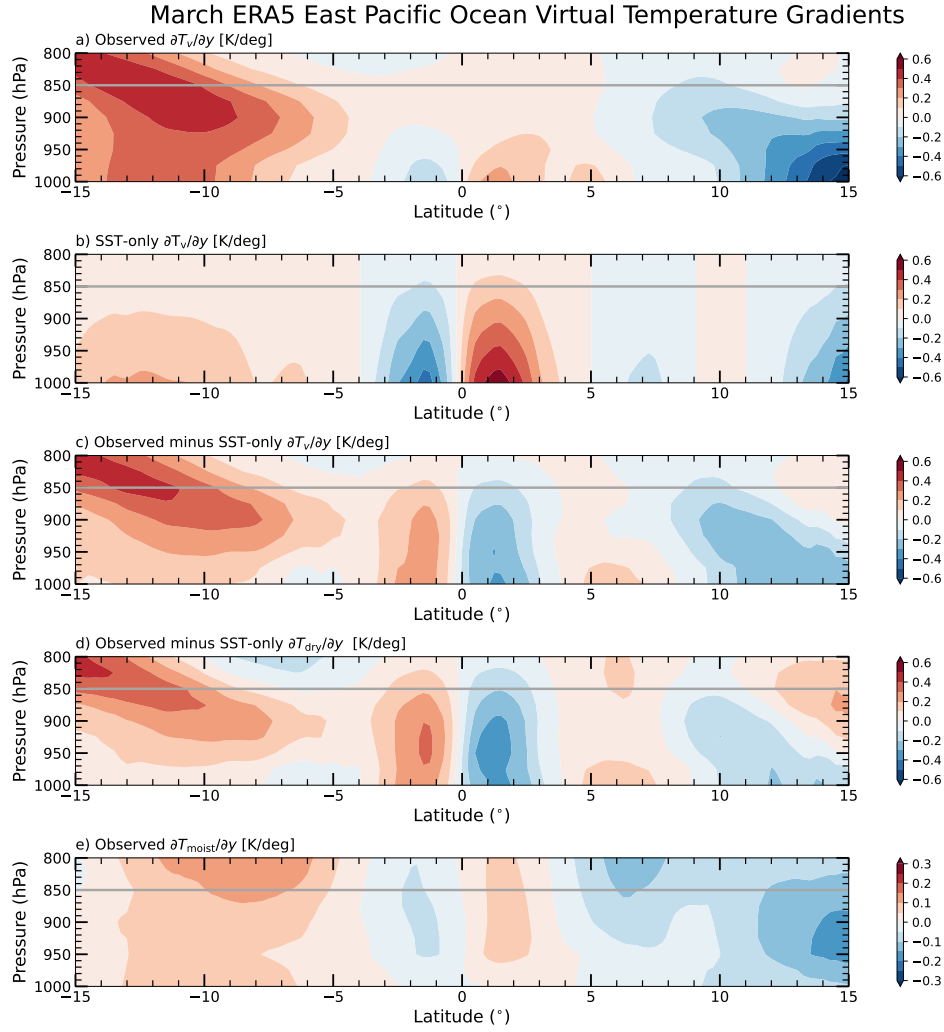 March ERA5 East Pacific Ocean Virtual Temperature Gradients
a) Observed ∂Tᵥ/∂y [K/deg]
Pressure (hPa)
800
850
900
950
1000
−15 −10 −5 0 5 10 15
Latitude (°)
0.6
0.4
0.2
0.0
−0.2
−0.4
−0.6
b) SST-only ∂Tᵥ/∂y [K/deg]
Pressure (hPa)
800
850
900
950
1000
−15 −10 −5 0 5 10 15
Latitude (°)
0.6
0.4
0.2
0.0
−0.2
−0.4
−0.6
c) Observed minus SST-only ∂Tᵥ/∂y [K/deg]
Pressure (hPa)
800
850
900
950
1000
−15 −10 −5 0 5 10 15
Latitude (°)
0.6
0.4
0.2
0.0
−0.2
−0.4
−0.6
d) Observed minus SST-only ∂T_dry/∂y [K/deg]
Pressure (hPa)
800
850
900
950
1000
−15 −10 −5 0 5 10 15
Latitude (°)
0.6
0.4
0.2
0.0
−0.2
−0.4
−0.6
e) Observed ∂T_moist/∂y [K/deg]
Pressure (hPa)
800
850
900
950
1000
−15 −10 −5 0 5 10 15
Latitude (°)
0.3
0.2
0.1
0.0
−0.1
−0.2
−0.3